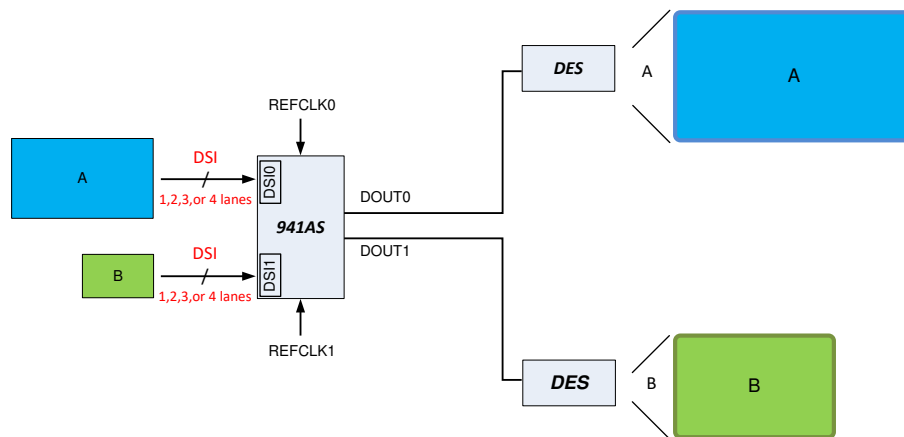 DES
A
A
REFCLK0
A
DSI
1,2,3,or 4 lanes
DSI0
941AS
DOUT0
DOUT1
B
DSI
1,2,3,or 4 lanes
DSI1
REFCLK1
DES
B
B